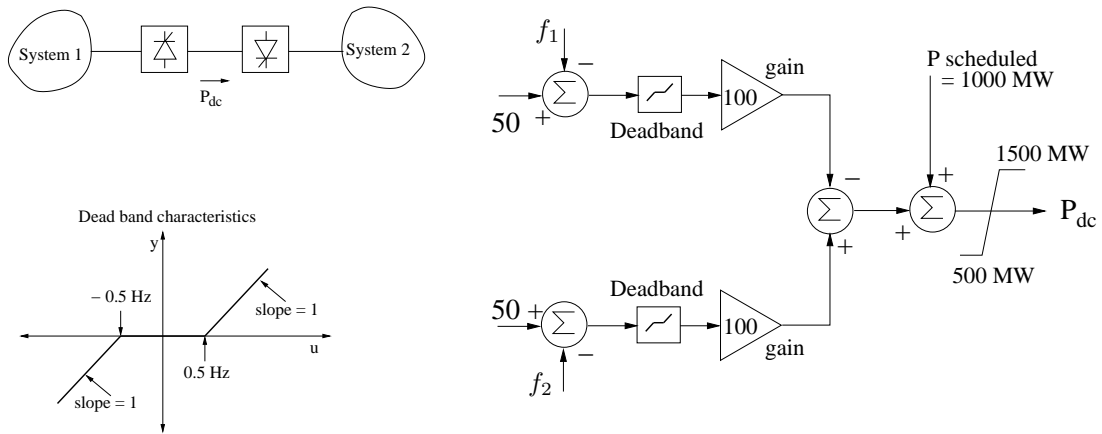 System 1
System 2
P_dc
Dead band characteristics
y
− 0.5 Hz
slope = 1
u
0.5 Hz
slope = 1
f_1
−
Σ
50 +
Deadband
100
gain
P scheduled
= 1000 MW
−
Σ
+
+
Σ
+
1500 MW
P_dc
500 MW
50 +
Σ
−
f_2
Deadband
100
gain